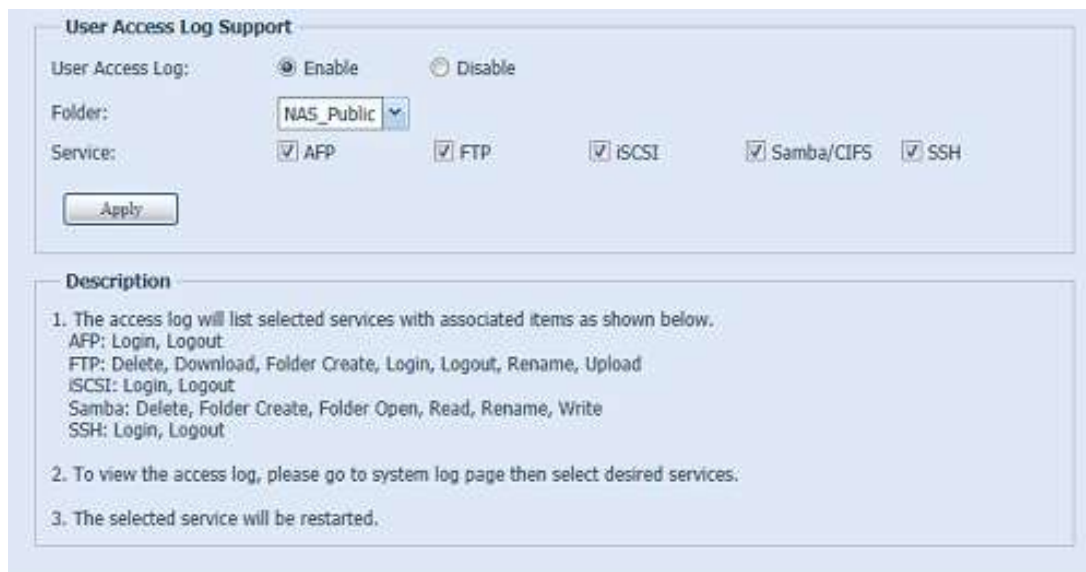 User Access Log Support
User Access Log: Enable Disable
Folder: NAS_Public
Service: AFP FTP iSCSI Samba/CIFS SSH
Apply
Description
1. The access log will list selected services with associated items as shown below.
AFP: Login, Logout
FTP: Delete, Download, Folder Create, Login, Logout, Rename, Upload
iSCSI: Login, Logout
Samba: Delete, Folder Create, Folder Open, Read, Rename, Write
SSH: Login, Logout
2. To view the access log, please go to system log page then select desired services.
3. The selected service will be restarted.